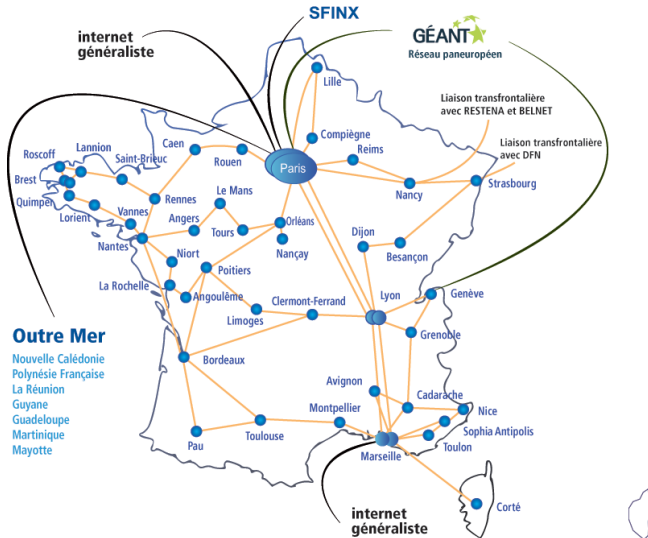 SFINX
internet
généraliste
GÉANT
Réseau paneuropéen
Lille
Liaison transfrontalière
avec RESTENA et BELNET
Compiègne
Caen
Lannion
Roscoff
Saint-Brieuc
Rouen
Reims
Liaison transfrontalière
avec DFN
Paris
Brest
Strasbourg
Nancy
Quimper
Rennes
Le Mans
Lorient
Vannes
Angers
Orléans
Tours
Nantes
Dijon
Niort
Nançay
Besançon
Poitiers
La Rochelle
Angoulême
Clermont-Ferrand
Lyon
Genève
Limoges
Grenoble
Outre Mer
Nouvelle Calédonie
Polynésie Française
La Réunion
Guyane
Guadeloupe
Martinique
Mayotte
Bordeaux
Avignon
Cadarache
Montpellier
Nice
Sophia Antipolis
Toulouse
Pau
Toulon
Marseille
Corté
internet
généraliste